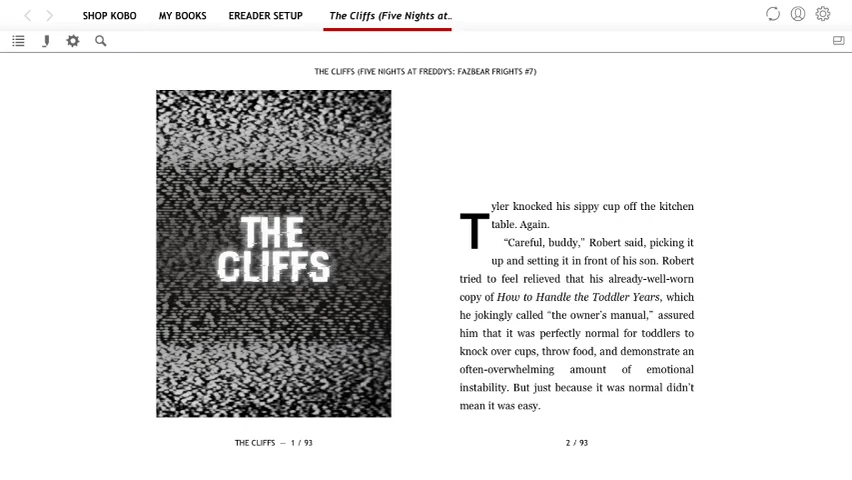 SHOP KOBO
MY BOOKS
EREADER SETUP
The Cliffs (Five Nights at..
THE CLIFFS (FIVE NIGHTS AT FREDDY'S: FAZBEAR FRIGHTS #7)
THE
CLIFFS
Tyler knocked his sippy cup off the kitchen
table. Again.
“Careful, buddy,” Robert said, picking it
up and setting it in front of his son. Robert
tried to feel relieved that his already-well-worn
copy of How to Handle the Toddler Years, which
he jokingly called “the owner’s manual,” assured
him that it was perfectly normal for toddlers to
knock over cups, throw food, and demonstrate an
often-overwhelming amount of emotional
instability. But just because it was normal didn’t
mean it was easy.
THE CLIFFS — 1 / 93
2 / 93